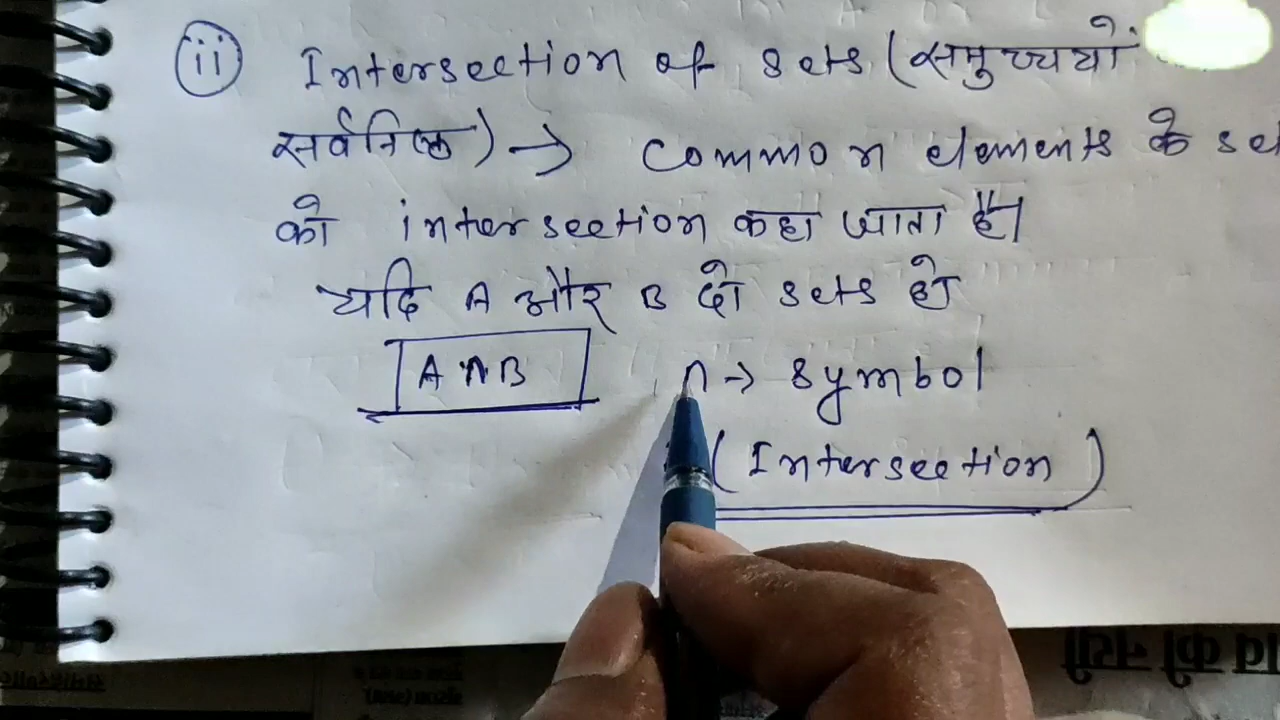 (ii) Intersection of sets (समुच्चयों
सर्वनिष्ठ) → Common elements के set
को intersection कहा जाता है।
यदि A और B दो sets हो
A ∩ B ∩ → symbol
(Intersection)